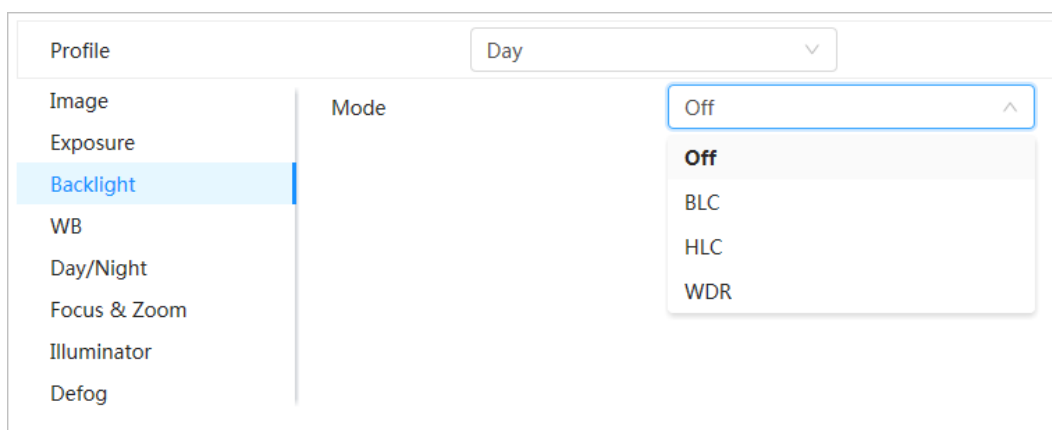 Profile Day
Image Mode Off
Exposure
Off
Backlight
BLC
WB
HLC
Day/Night
WDR
Focus & Zoom
Illuminator
Defog